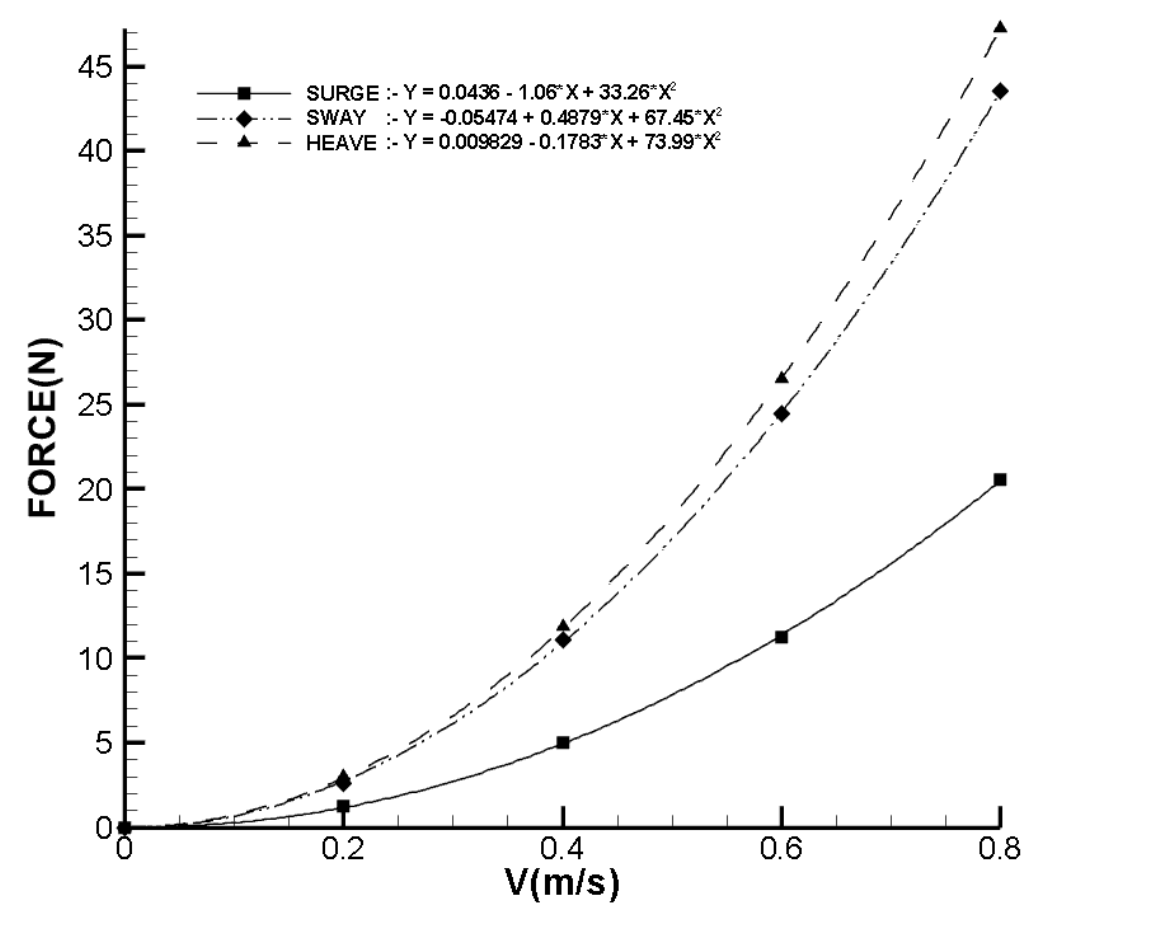 45
SURGE :- Y = 0.0436 - 1.06*X + 33.26*X²
SWAY :- Y = -0.05474 + 0.4879*X + 67.45*X²
HEAVE :- Y = 0.009829 - 0.1783*X + 73.99*X²
40
35
30
25
20
15
10
5
0
FORCE(N)
0 0.2 0.4 0.6 0.8
V(m/s)